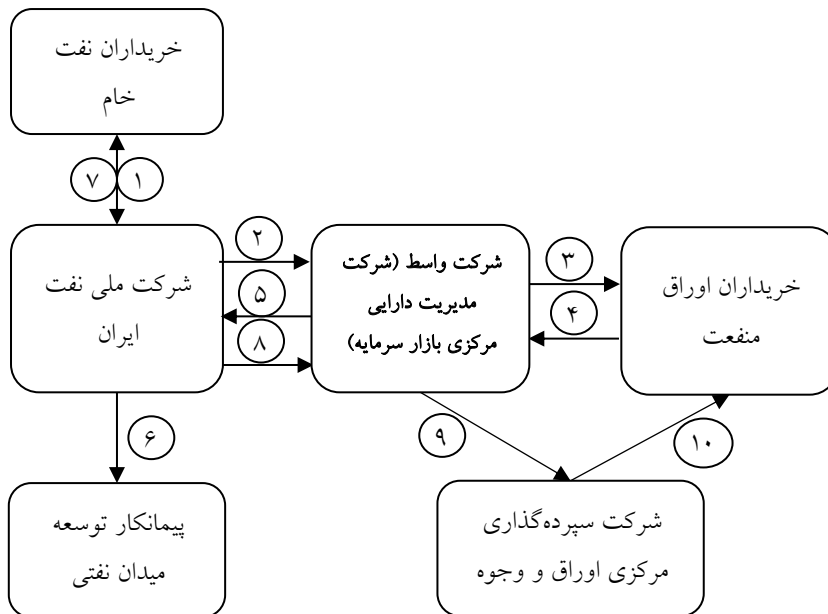 خریداران نفت
خام
۷
۱
شرکت ملی نفت
ایران
۲
۵
۸
شرکت واسط (شرکت
مدیریت دارایی
مرکزی بازار سرمایه)
۳
۴
خریداران اوراق
منفعت
۶
۹
۱۰
پیمانکار توسعه
میدان نفتی
شرکت سپرده‌گذاری
مرکزی اوراق و وجوه